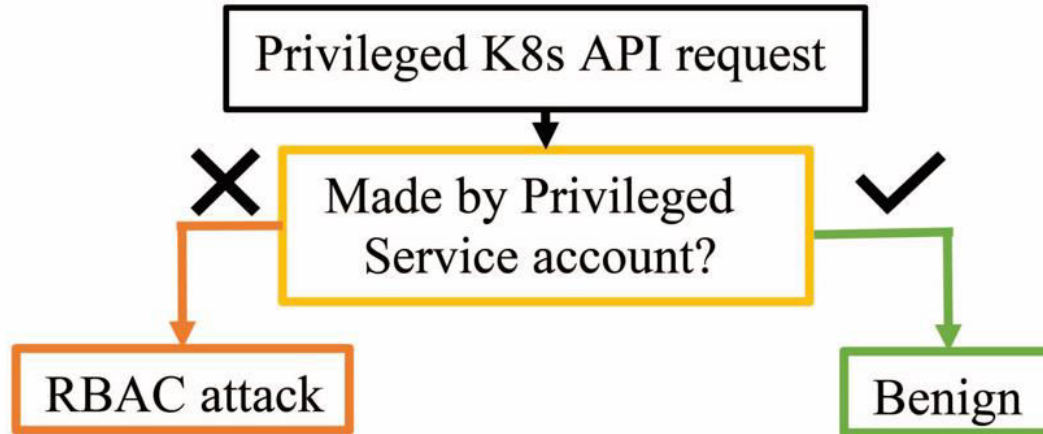 Privileged K8s API request
Made by Privileged
Service account?
RBAC attack
Benign